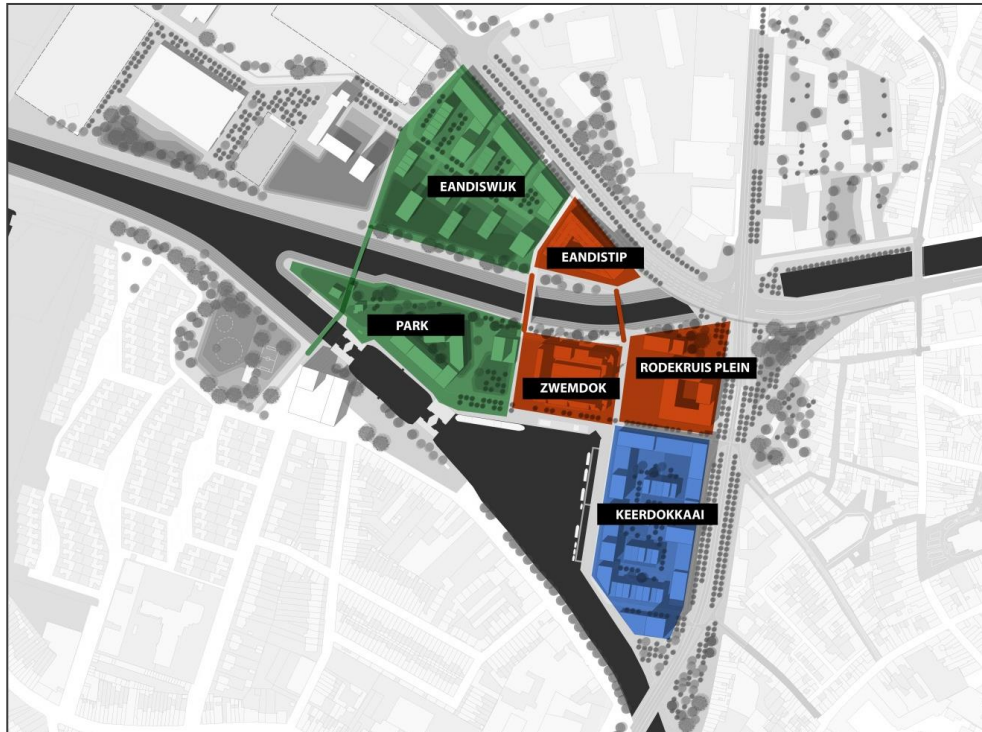 EANDISWIJK
EANDISTIP
PARK
ZWEMDOK
RODEKRUIS PLEIN
KEERDOKKAAI